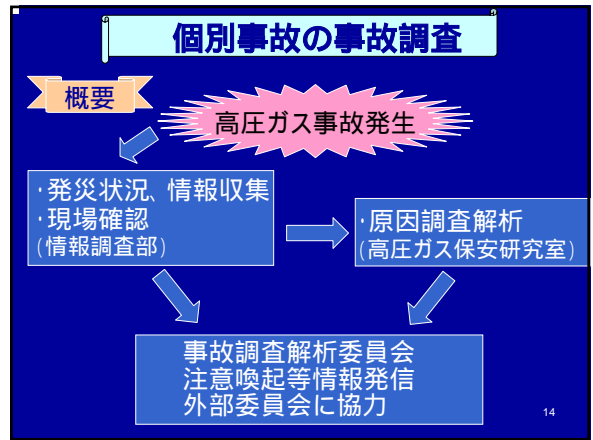 個別事故の事故調査
概要
高圧ガス事故発生
・発災状況、情報収集
・現場確認
(情報調査部)
・原因調査解析
(高圧ガス保安研究室)
事故調査解析委員会
注意喚起等情報発信
外部委員会に協力
14